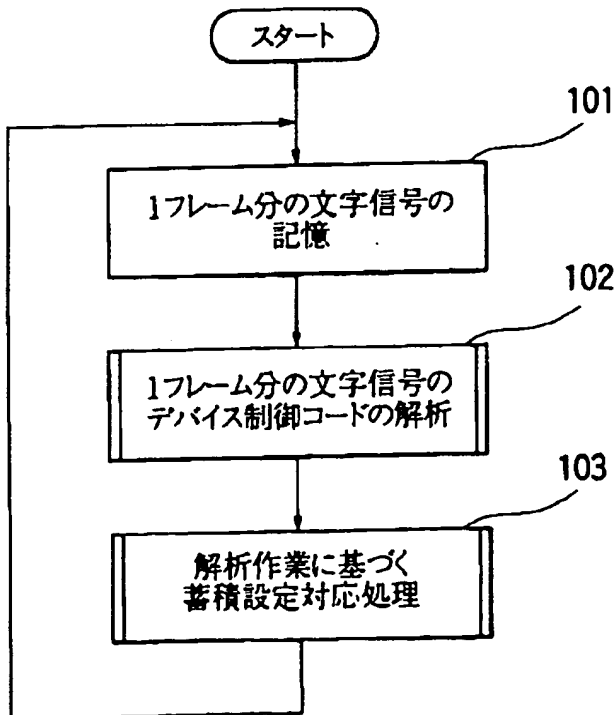 スタート
101
1フレーム分の文字信号の
記憶
102
1フレーム分の文字信号の
デバイス制御コードの解析
103
解析作業に基づく
蓄積設定対応処理